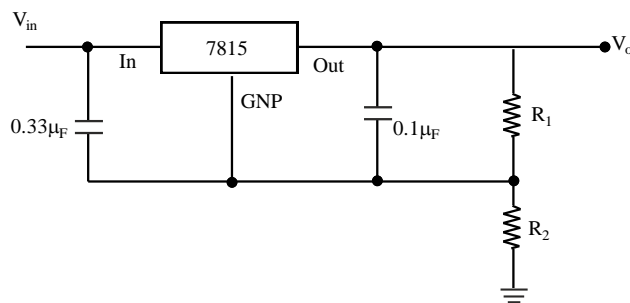 V_in
7815
V_o
In
Out
GNP
0.33μ_F
0.1μ_F
R_1
R_2